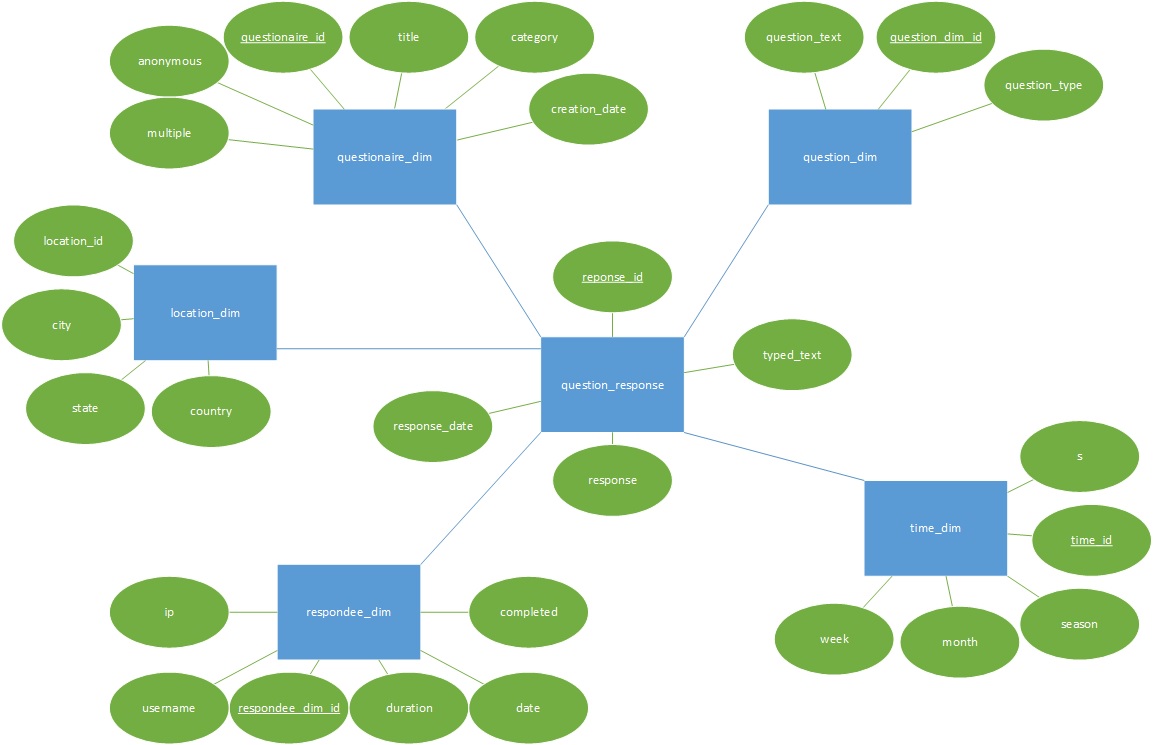 questionaire_id
title
category
question_text
question_dim_id
anonymous
question_type
creation_date
multiple
questionaire_dim
question_dim
location_id
reponse_id
location_dim
city
typed_text
question_response
state
country
response_date
s
response
time_dim
time_id
ip
respondee_dim
completed
season
week
month
username
respondee_dim_id
duration
date